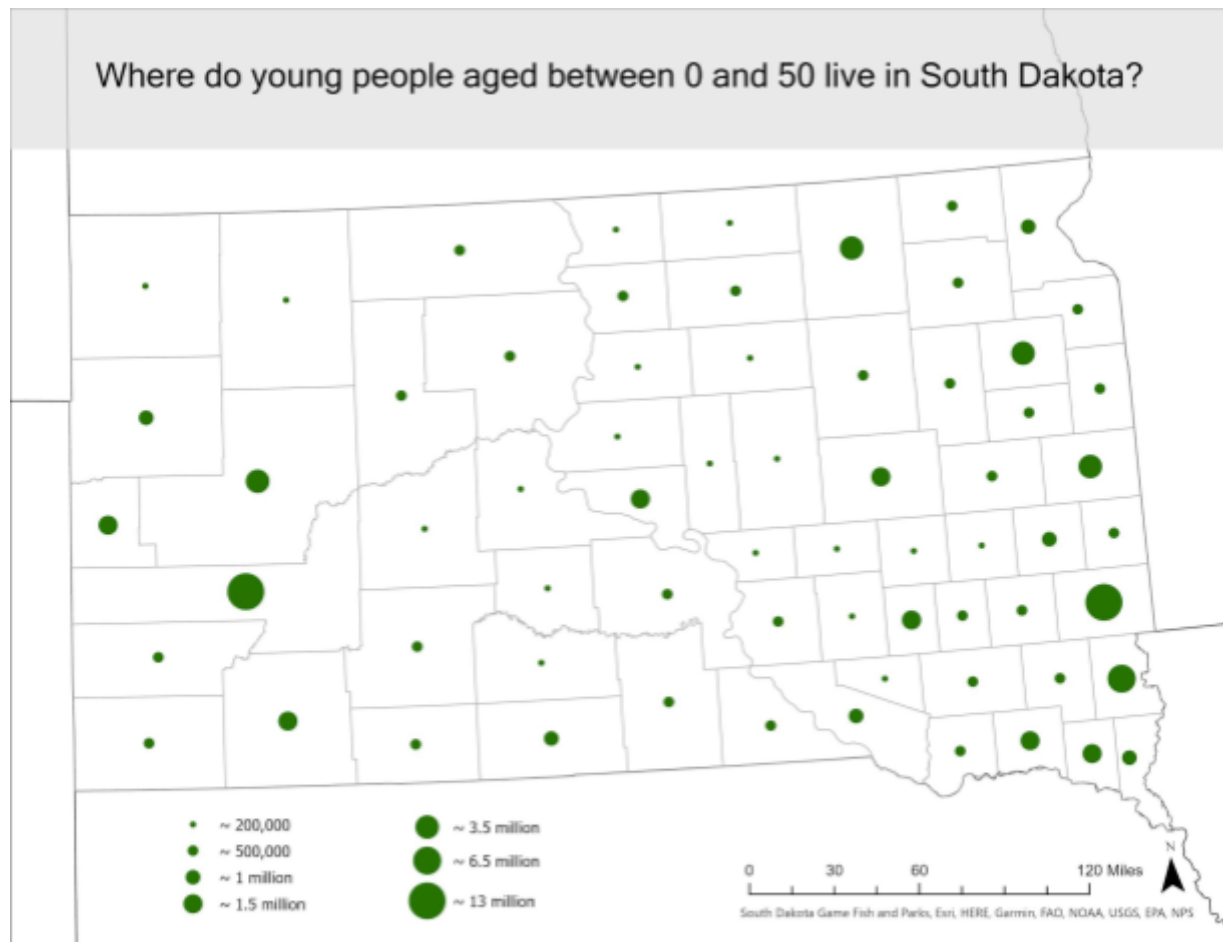 Where do young people aged between 0 and 50 live in South Dakota?
~ 200,000
~ 500,000
~ 1 million
~ 1.5 million
~ 3.5 million
~ 6.5 million
~ 13 million
0 30 60 120 Miles
N
South Dakota Game Fish and Parks, Esri, HERE, Garmin, FAO, NOAA, USGS, EPA, NPS